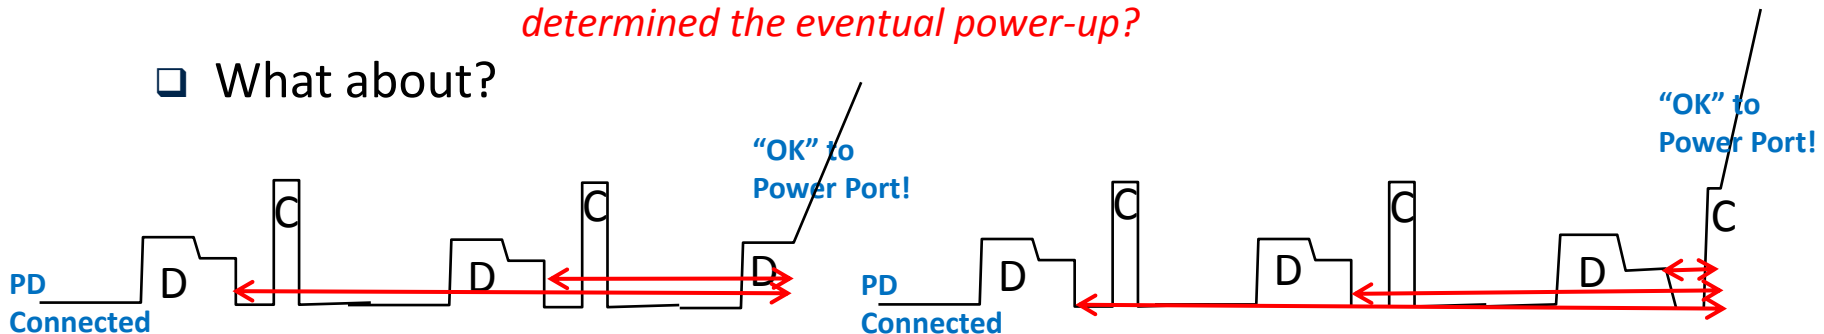 determined the eventual power-up?
What about?
"OK" to
Power Port!
C
C
D
D
D
PD
Connected
"OK" to
Power Port!
C
C
C
D
D
D
PD
Connected